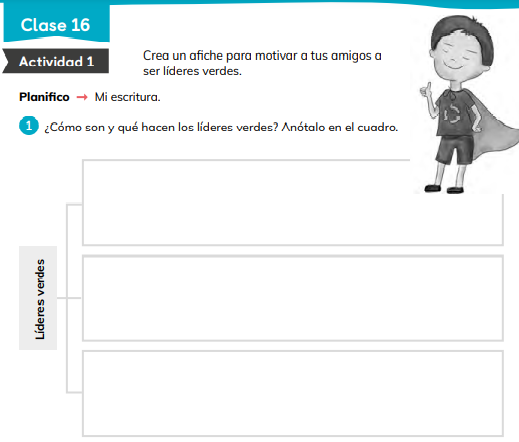 Clase 16
Actividad 1
Crea un afiche para motivar a tus amigos a
ser líderes verdes.
Planifico → Mi escritura.
1 ¿Cómo son y qué hacen los líderes verdes? Anótalo en el cuadro.
Líderes verdes